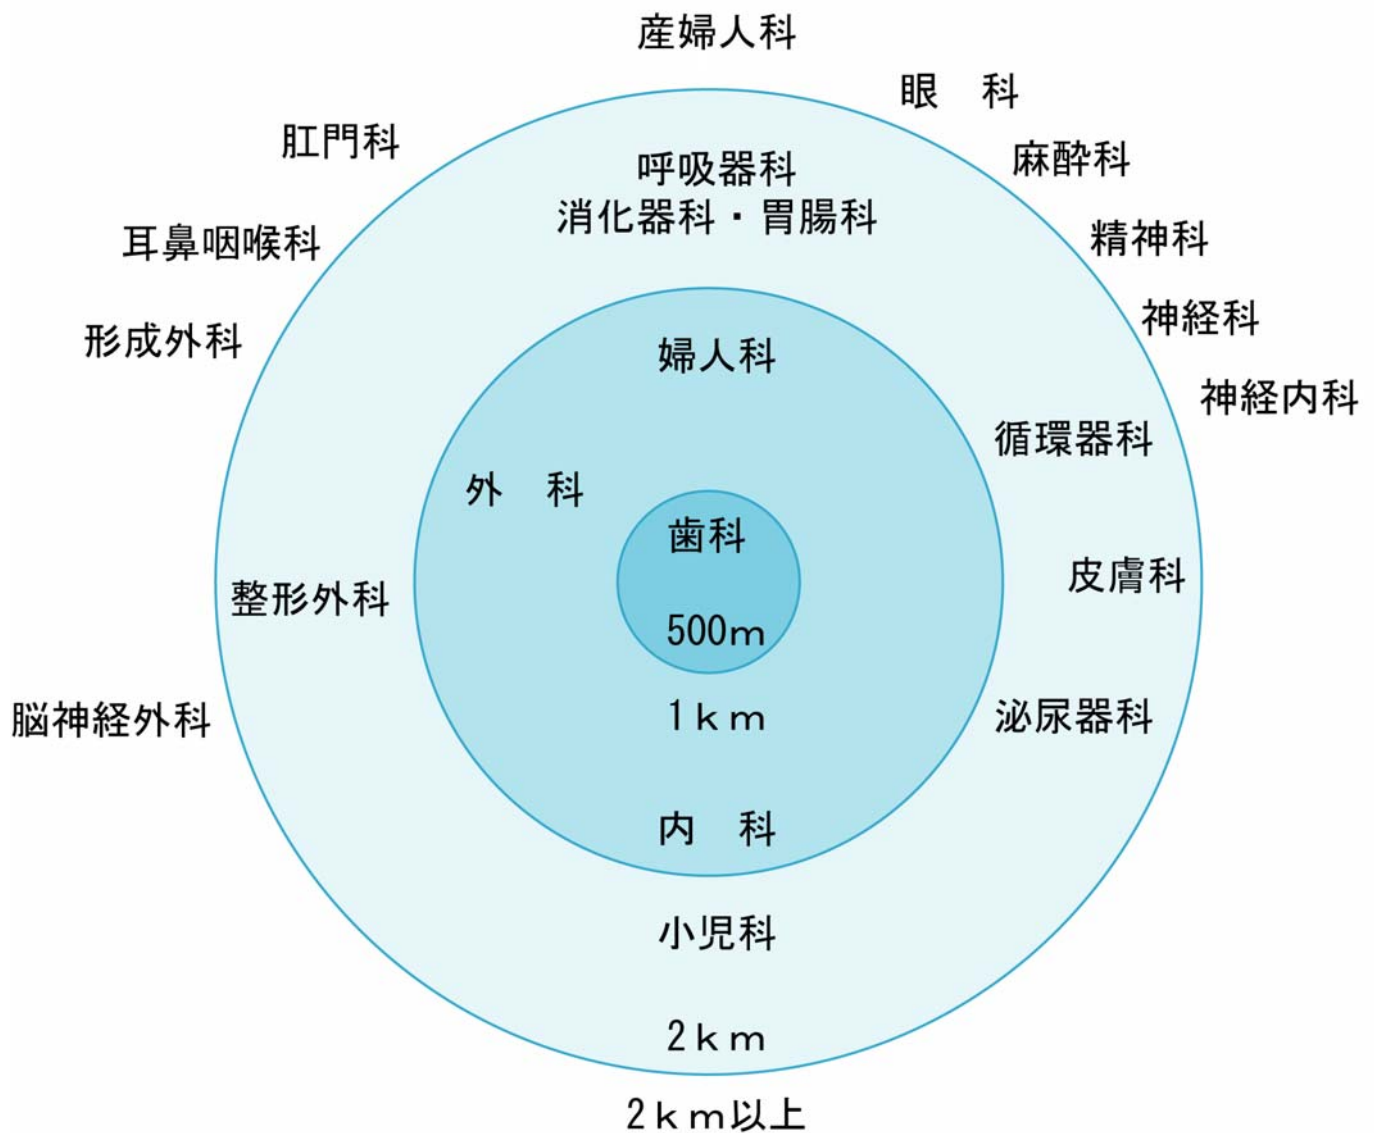 産婦人科
眼　科
肛門科
麻酔科
呼吸器科
消化器科・胃腸科
耳鼻咽喉科
精神科
神経科
形成外科
婦人科
神経内科
循環器科
外　科
歯科
皮膚科
整形外科
500ｍ
1ｋｍ
泌尿器科
脳神経外科
内　科
小児科
2ｋｍ
2ｋｍ以上